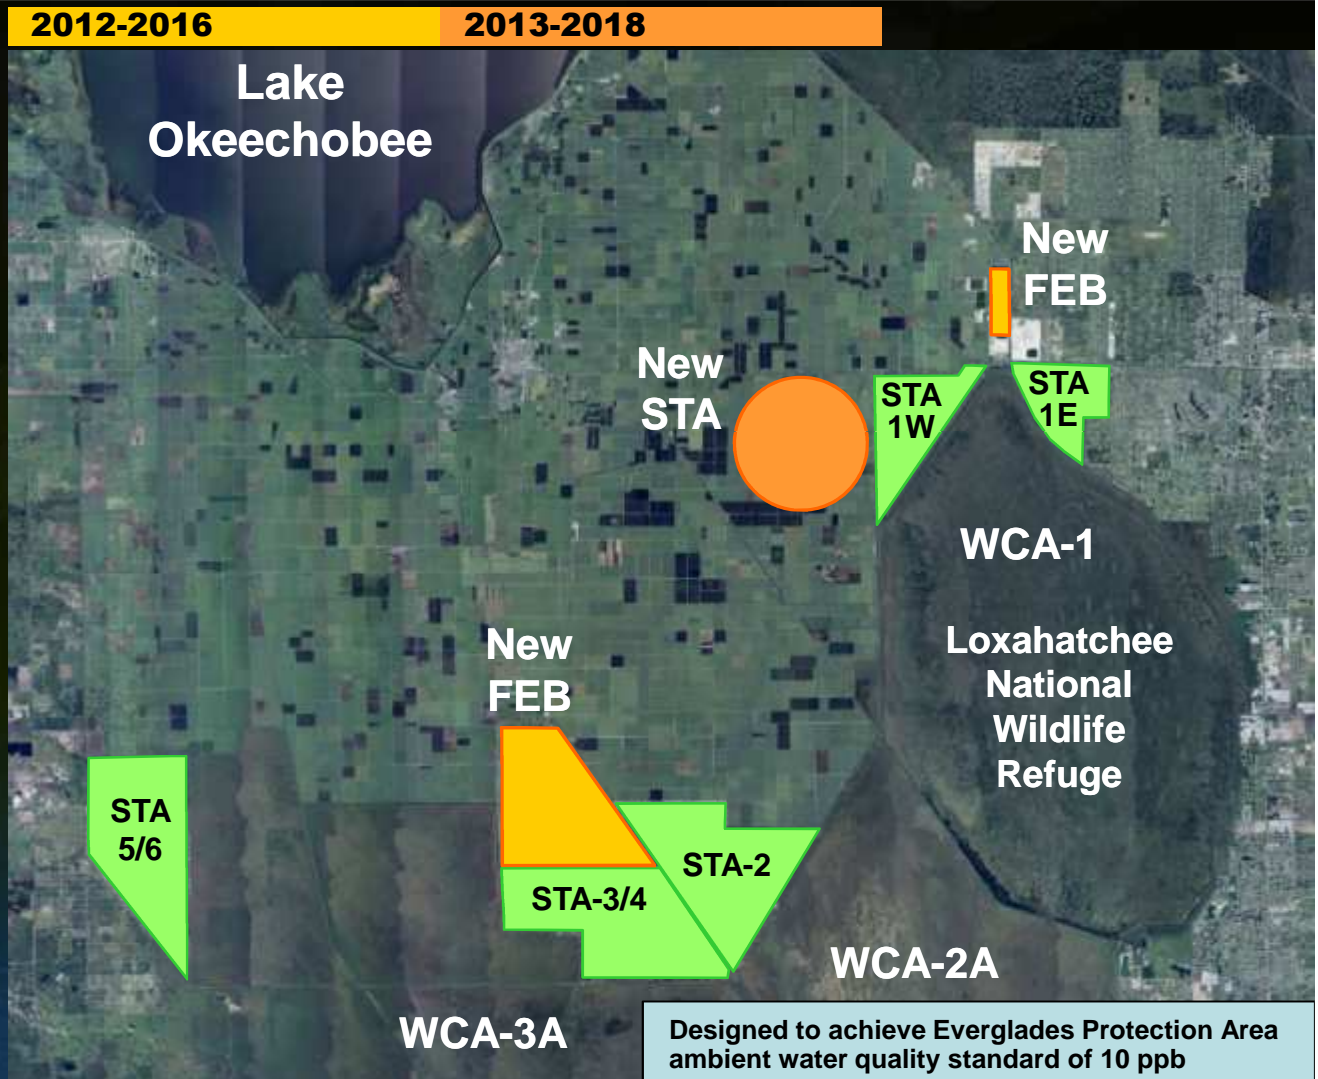 2012-2016
2013-2018
Lake
Okeechobee
New
FEB
New
STA
STA
1W
STA
1E
WCA-1
Loxahatchee
National
Wildlife
Refuge
New
FEB
STA
5/6
STA-2
STA-3/4
WCA-2A
WCA-3A
Designed to achieve Everglades Protection Area
ambient water quality standard of 10 ppb